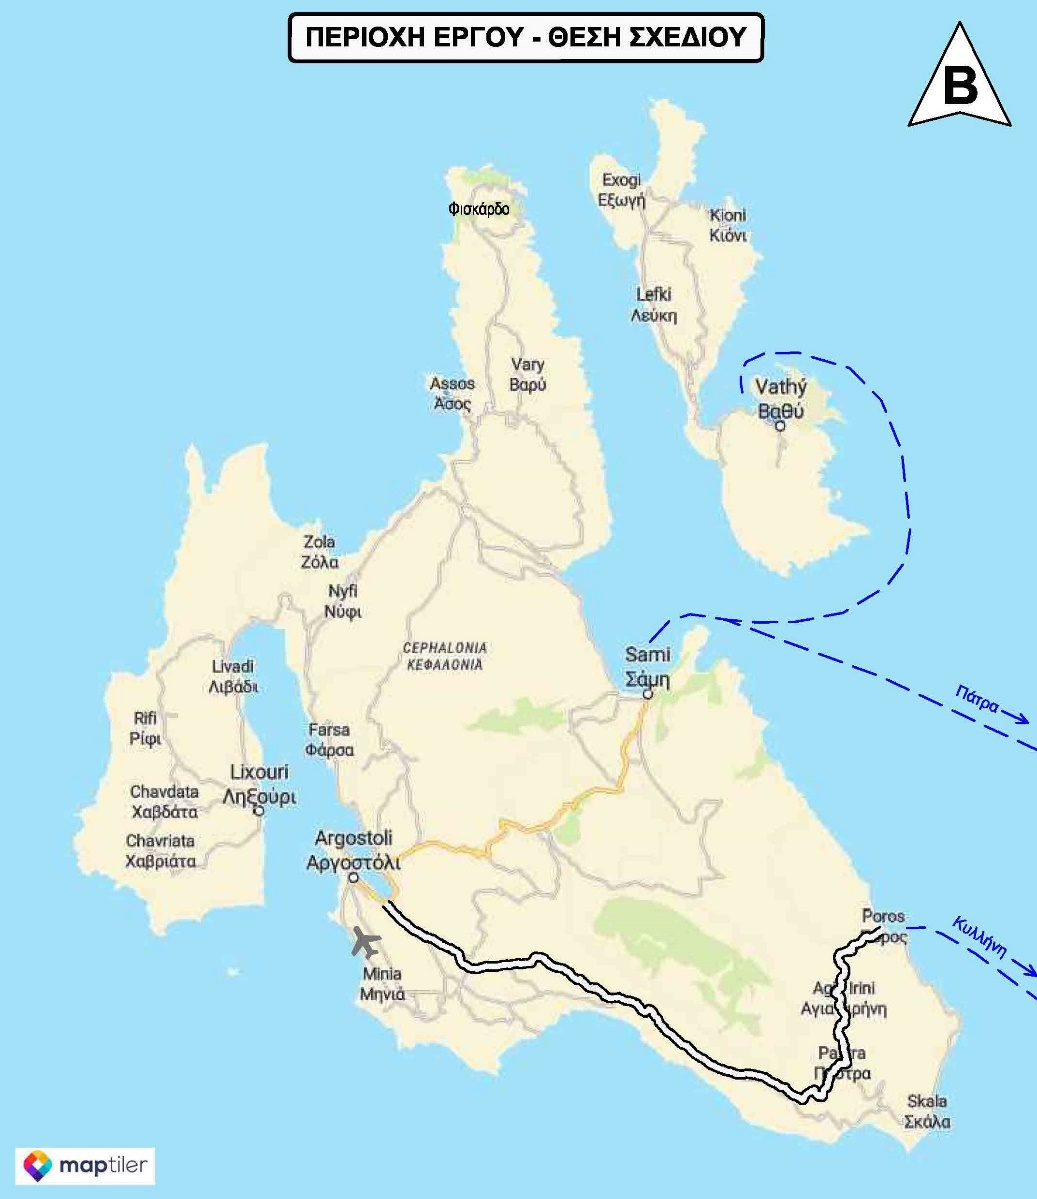 ΠΕΡΙΟΧΗ ΕΡΓΟΥ - ΘΕΣΗ ΣΧΕΔΙΟΥ
Β
Exogi
Εξωγή
Φισκάρδο
Kioni
Κιόνι
Lefki
Λεύκη
Vary
Βαρύ
Assos
Άσος
Vathý
Βαθύ
Zola
Ζόλα
Nyfi
Νύφι
CEPHALONIA
ΚΕΦΑΛΟΝΙΑ
Sami
Σάμη
Livadi
Λιβάδι
Πάτρα
Rifi
Ρίφι
Farsa
Φάρσα
Lixouri
Ληξούρι
Chavdata
Χαβδάτα
Argostoli
Αργοστόλι
Chavriata
Χαβριάτα
Poros
Κυλλήνη
Minia
Μηνιά
Skala
Σκάλα
maptiler